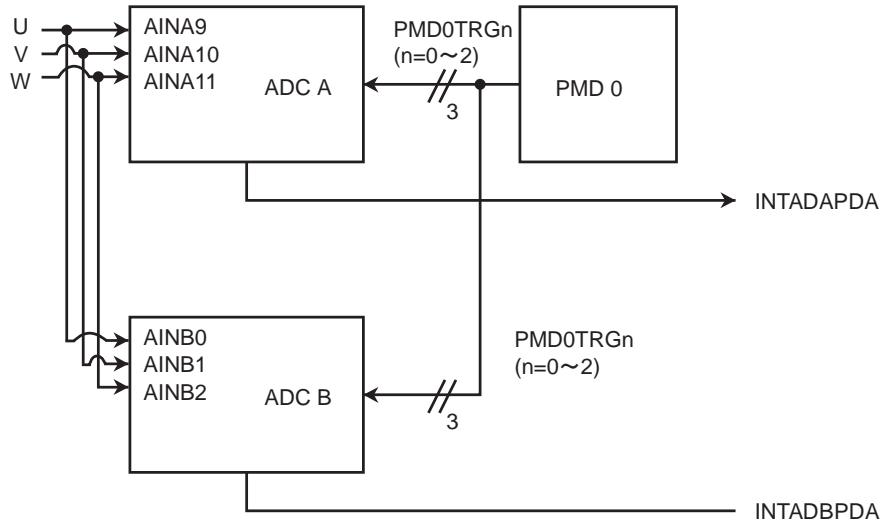 U
V
W
AINA9
AINA10
AINA11
ADC A
PMD0TRGn
(n=0～2)
3
PMD 0
INTADAPDA
AINB0
AINB1
AINB2
ADC B
PMD0TRGn
(n=0～2)
3
INTADBPDA